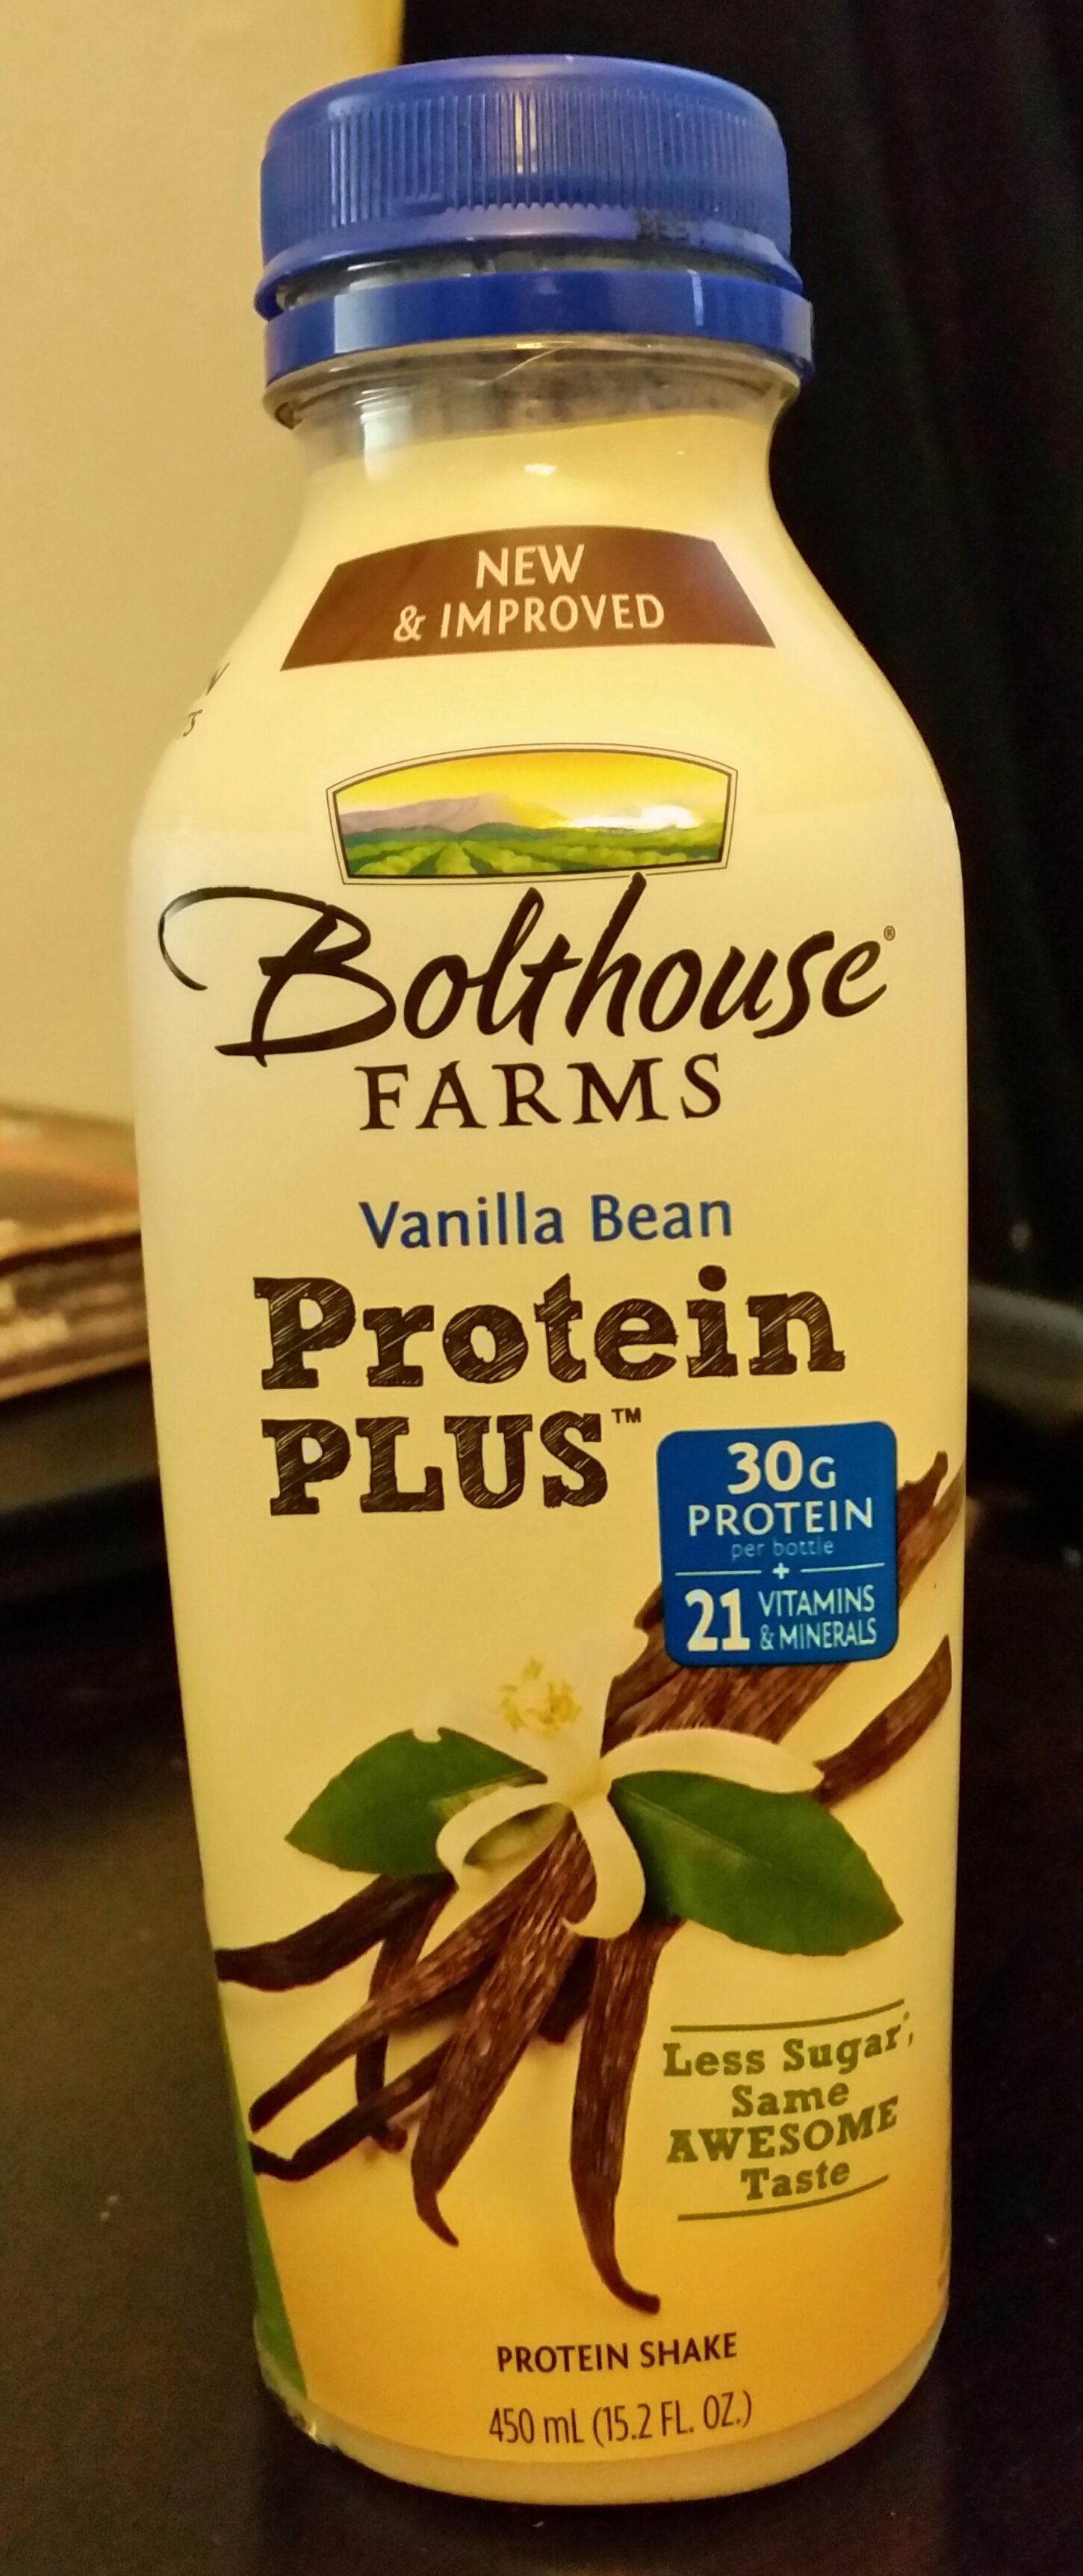 BEST
NEW
& IMPROVED
Bolthouse®
FARMS
Vanilla Bean
Protein
PLUS™
30G
PROTEIN
per bottle
+
21 VITAMINS
& MINERALS
Less Sugar*,
Same
AWESOME
Taste
PROTEIN SHAKE
450 mL (15.2 FL. OZ.)